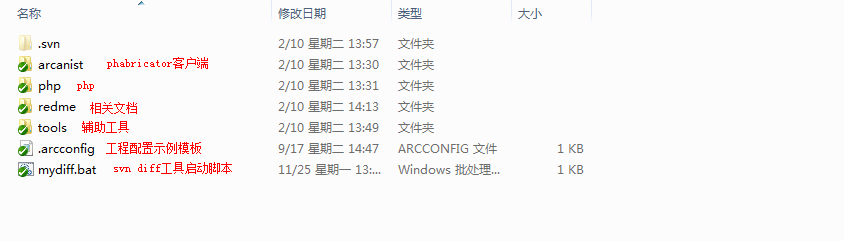 名称 修改日期 类型 大小
.svn 2/10 星期二 13:57 文件夹
arcanist phabricator客户端 2/10 星期二 13:30 文件夹
php php 2/10 星期二 13:31 文件夹
redme 相关文档 2/10 星期二 14:13 文件夹
tools 辅助工具 2/10 星期二 13:49 文件夹
.arcconfig 工程配置示例模板 9/17 星期二 14:47 ARCCONFIG 文件 1 KB
mydiff.bat svn diff工具启动脚本 11/25 星期一 13:... Windows 批处理... 1 KB